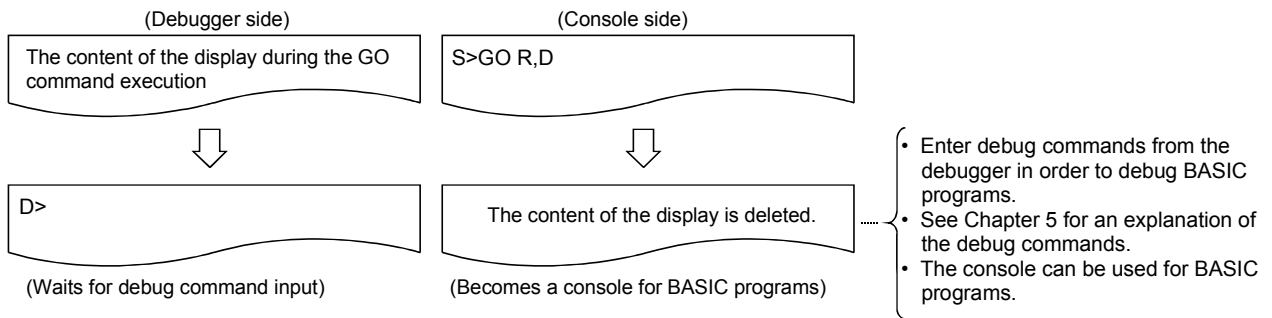 (Debugger side)
(Console side)
The content of the display during the GO
command execution
S>GO R,D
D>
The content of the display is deleted.
(Waits for debug command input)
(Becomes a console for BASIC programs)
• Enter debug commands from the
debugger in order to debug BASIC
programs.
• See Chapter 5 for an explanation of
the debug commands.
• The console can be used for BASIC
programs.